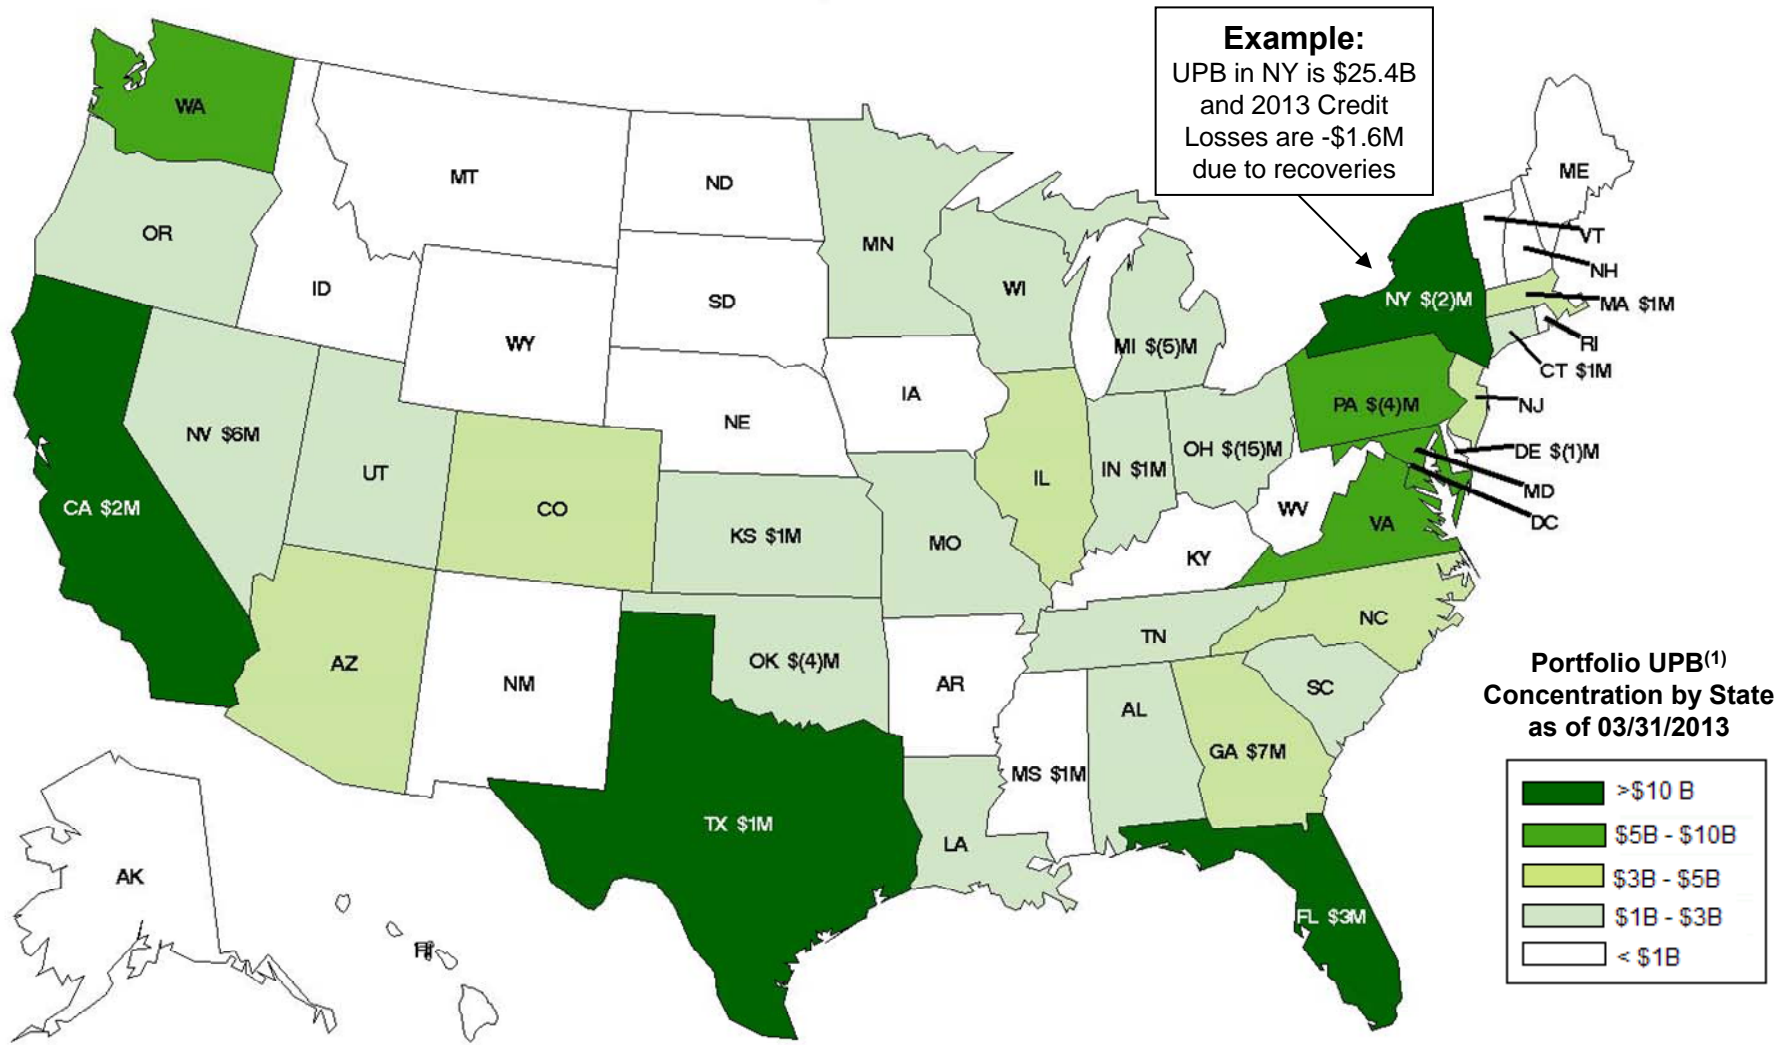 Example:
UPB in NY is $25.4B
and 2013 Credit
Losses are -$1.6M
due to recoveries
WA
MT
ND
ME
OR
MN
VT
NH
ID
SD
WI
NY $(2)M
MA $1M
WY
MI $(5)M
RI
CT $1M
IA
PA $(4)M
NJ
NV $6M
NE
OH $(15)M
DE $(1)M
UT
IN $1M
IL
MD
CA $2M
CO
WV
VA
DC
KS $1M
MO
KY
AZ
OK $(4)M
TN
NC
NM
AR
SC
AL
GA $7M
MS $1M
TX $1M
LA
AK
FL $3M
HI
Portfolio UPB(1)
Concentration by State
as of 03/31/2013
>$10 B
$5B - $10B
$3B - $5B
$1B - $3B
< $1B